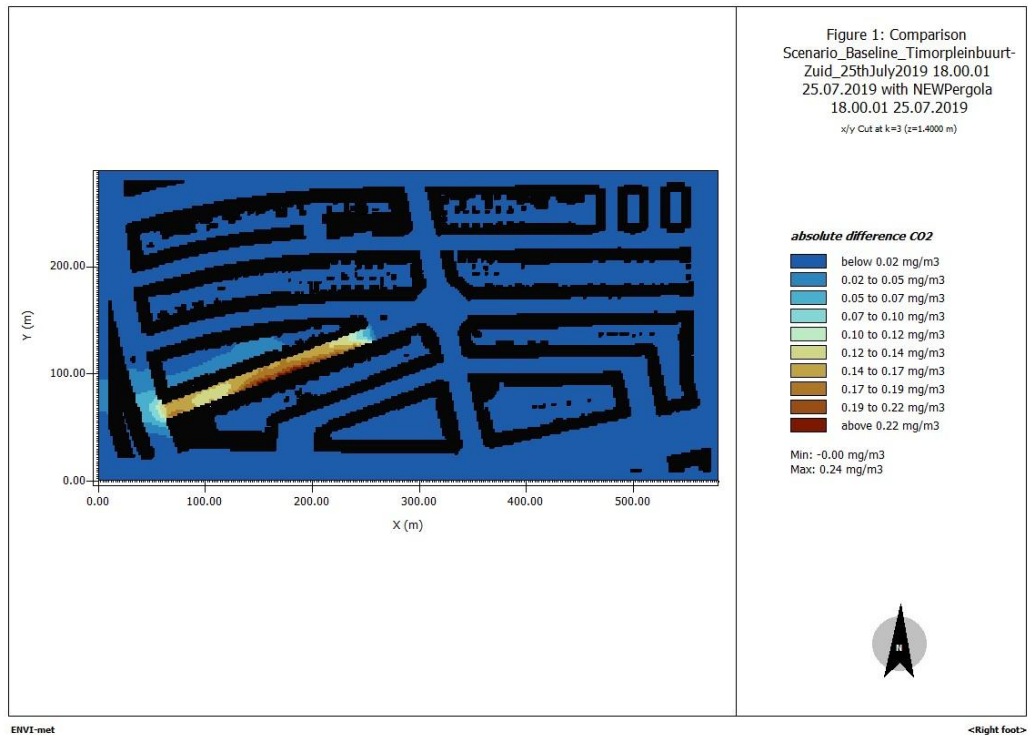 Figure 1: Comparison
Scenario_Baseline_Timorpleinbuurt-
Zuid_25thJuly2019 18.00.01
25.07.2019 with NEWPergola
18.00.01 25.07.2019
x/y Cut at k=3 (z=1.4000 m)
200.00
100.00
0.00
Y (m)
0.00 100.00 200.00 300.00 400.00 500.00
X (m)
absolute difference CO2
below 0.02 mg/m3
0.02 to 0.05 mg/m3
0.05 to 0.07 mg/m3
0.07 to 0.10 mg/m3
0.10 to 0.12 mg/m3
0.12 to 0.14 mg/m3
0.14 to 0.17 mg/m3
0.17 to 0.19 mg/m3
0.19 to 0.22 mg/m3
above 0.22 mg/m3
Min: -0.00 mg/m3
Max: 0.24 mg/m3
N
ENVI-met
<Right foot>